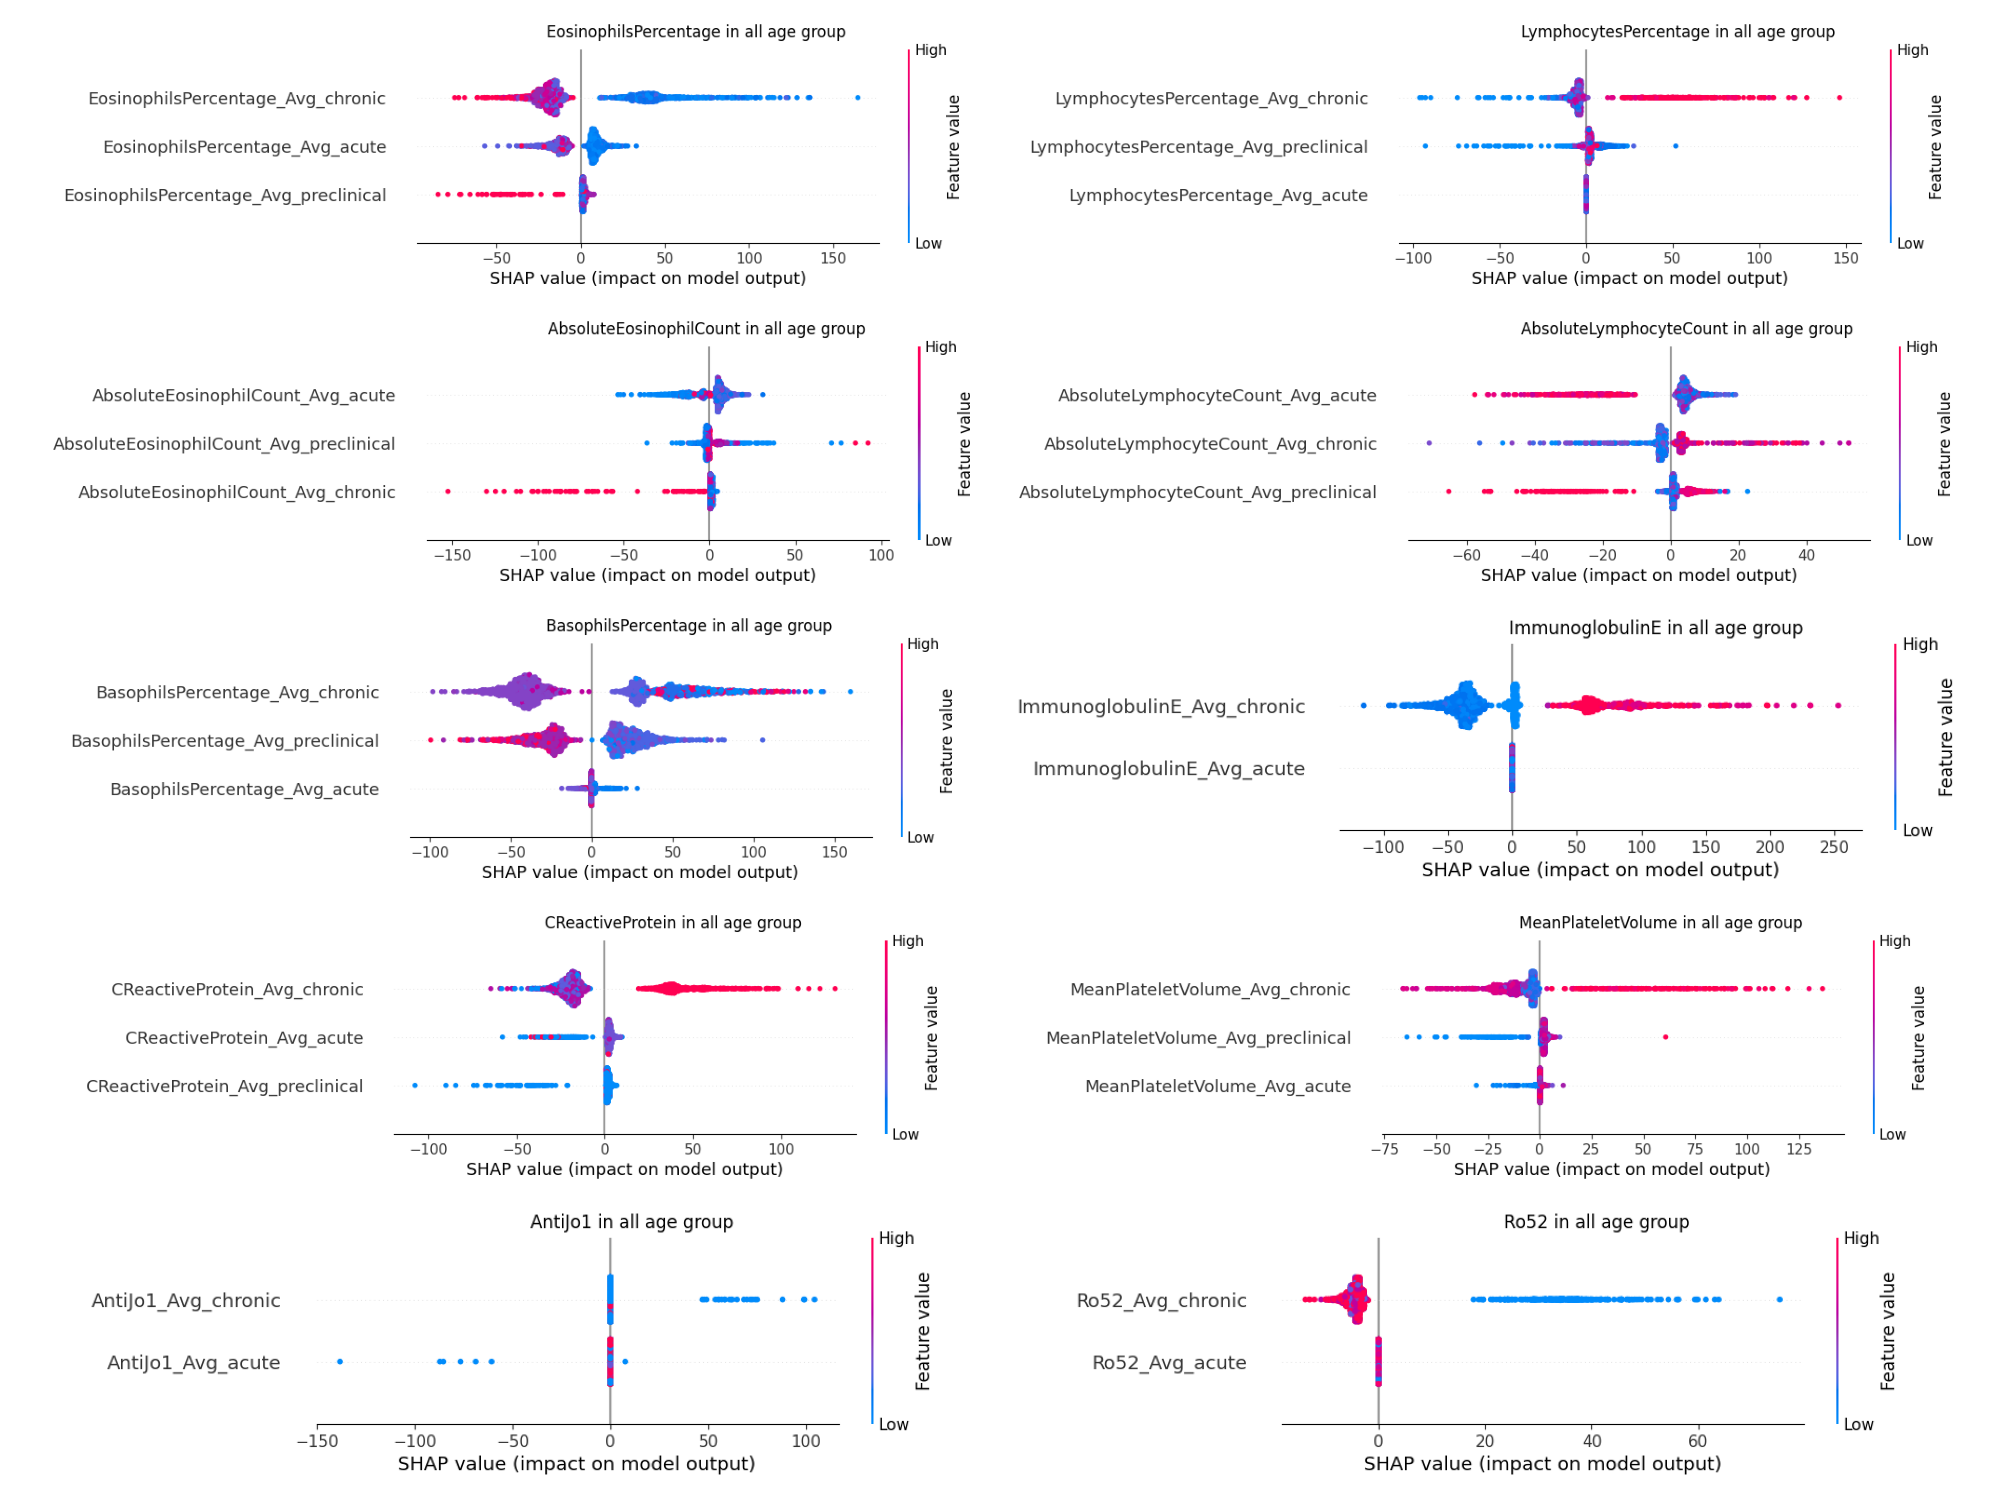 EosinophilsPercentage in all age group
High
EosinophilsPercentage_Avg_chronic
EosinophilsPercentage_Avg_acute
EosinophilsPercentage_Avg_preclinical
Feature value
Low
−50 0 50 100 150
SHAP value (impact on model output)
LymphocytesPercentage in all age group
High
LymphocytesPercentage_Avg_chronic
LymphocytesPercentage_Avg_preclinical
LymphocytesPercentage_Avg_acute
Feature value
Low
−100 −50 0 50 100 150
SHAP value (impact on model output)
AbsoluteEosinophilCount in all age group
High
AbsoluteEosinophilCount_Avg_acute
AbsoluteEosinophilCount_Avg_preclinical
AbsoluteEosinophilCount_Avg_chronic
Feature value
Low
−150 −100 −50 0 50 100
SHAP value (impact on model output)
AbsoluteLymphocyteCount in all age group
High
AbsoluteLymphocyteCount_Avg_acute
AbsoluteLymphocyteCount_Avg_chronic
AbsoluteLymphocyteCount_Avg_preclinical
Feature value
Low
−60 −40 −20 0 20 40
SHAP value (impact on model output)
BasophilsPercentage in all age group
High
BasophilsPercentage_Avg_chronic
BasophilsPercentage_Avg_preclinical
BasophilsPercentage_Avg_acute
Feature value
Low
−100 −50 0 50 100 150
SHAP value (impact on model output)
ImmunoglobulinE in all age group
High
ImmunoglobulinE_Avg_chronic
ImmunoglobulinE_Avg_acute
Feature value
Low
−100 −50 0 50 100 150 200 250
SHAP value (impact on model output)
CReactiveProtein in all age group
High
CReactiveProtein_Avg_chronic
CReactiveProtein_Avg_acute
CReactiveProtein_Avg_preclinical
Feature value
Low
−100 −50 0 50 100
SHAP value (impact on model output)
MeanPlateletVolume in all age group
High
MeanPlateletVolume_Avg_chronic
MeanPlateletVolume_Avg_preclinical
MeanPlateletVolume_Avg_acute
Feature value
Low
−75 −50 −25 0 25 50 75 100 125
SHAP value (impact on model output)
AntiJo1 in all age group
High
AntiJo1_Avg_chronic
AntiJo1_Avg_acute
Feature value
Low
−150 −100 −50 0 50 100
SHAP value (impact on model output)
Ro52 in all age group
High
Ro52_Avg_chronic
Ro52_Avg_acute
Feature value
Low
0 20 40 60
SHAP value (impact on model output)